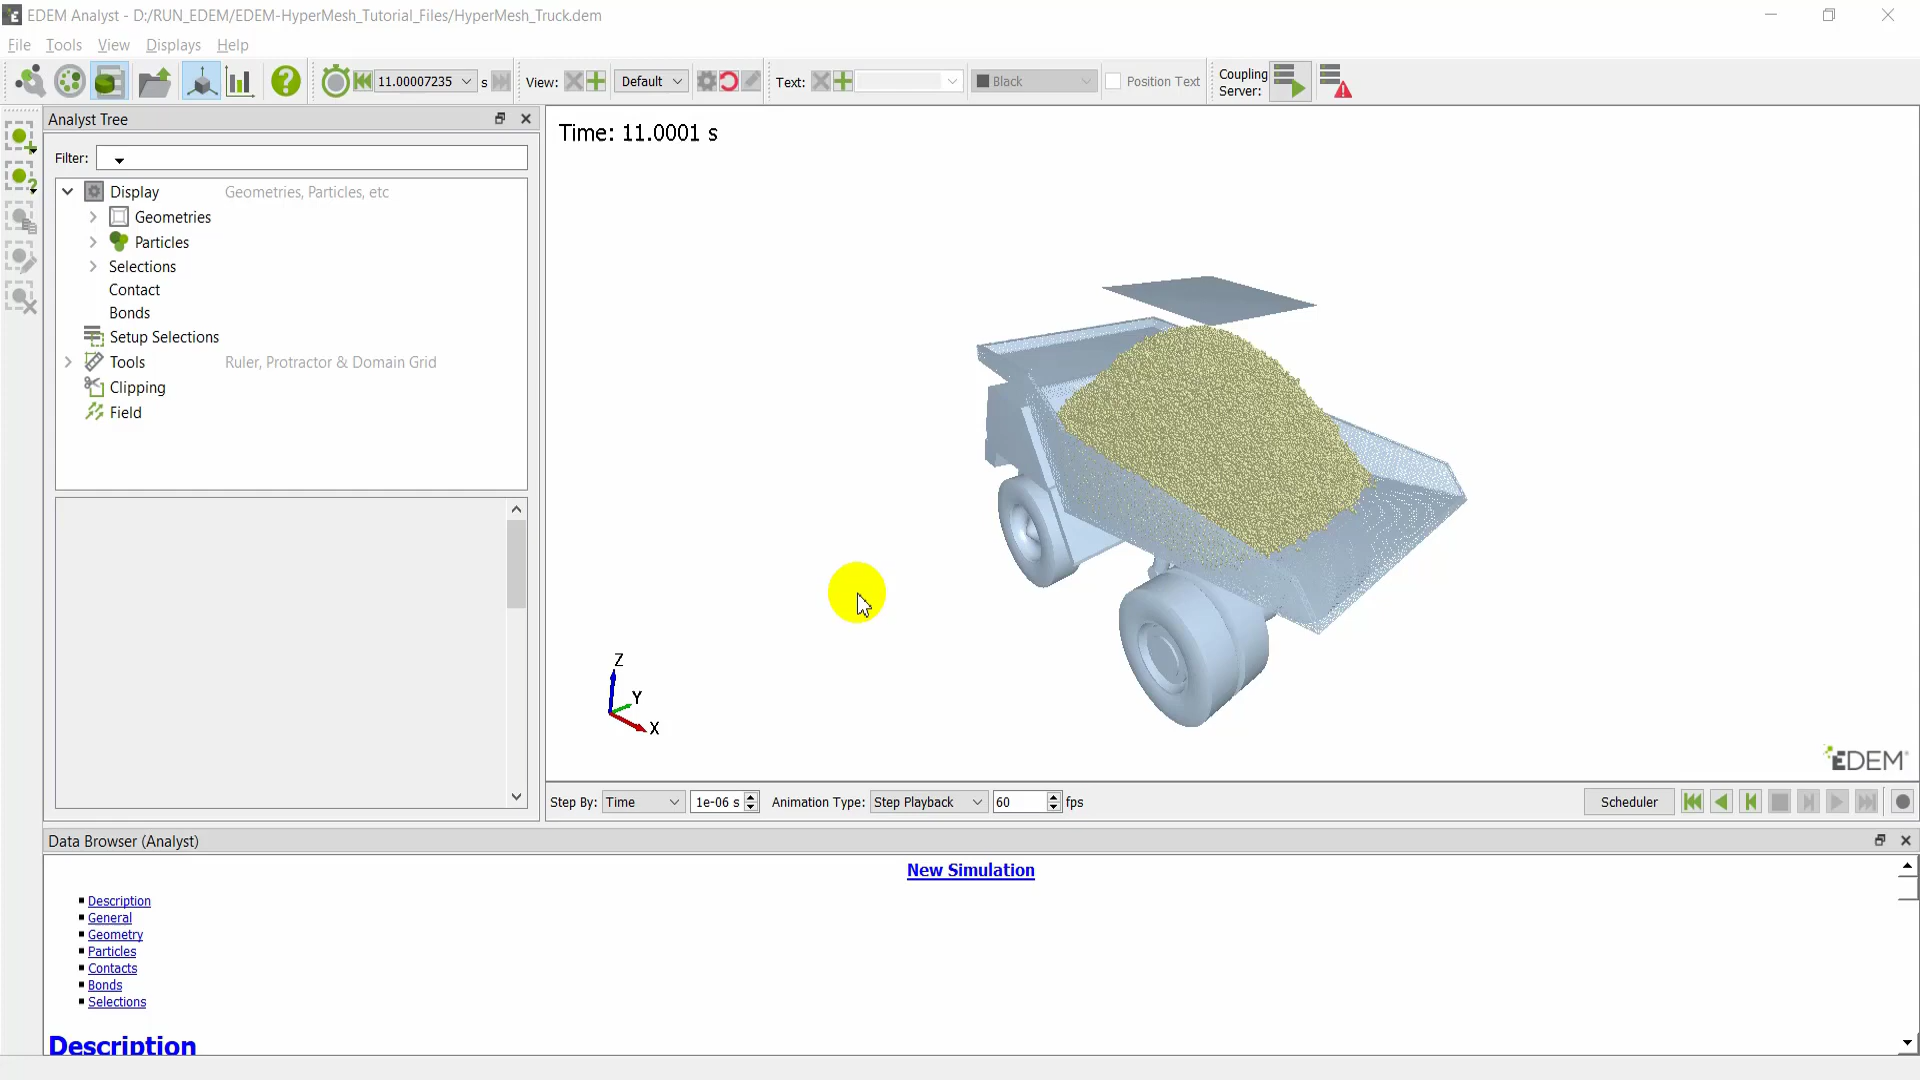 EDEM Analyst - D:/RUN_EDEM/EDEM-HyperMesh_Tutorial_Files/HyperMesh_Truck.dem
File Tools View Displays Help
11.00007235 s View: Default Text: Black Position Text Coupling Server:
Analyst Tree
Filter:
Display Geometries, Particles, etc
Geometries
Particles
Selections
Contact
Bonds
Setup Selections
Tools Ruler, Protractor & Domain Grid
Clipping
Field
Time: 11.0001 s
Z
Y
X
EDEM
Step By: Time 1e-06 s Animation Type: Step Playback 60 fps Scheduler
Data Browser (Analyst)
New Simulation
Description
General
Geometry
Particles
Contacts
Bonds
Selections
Description